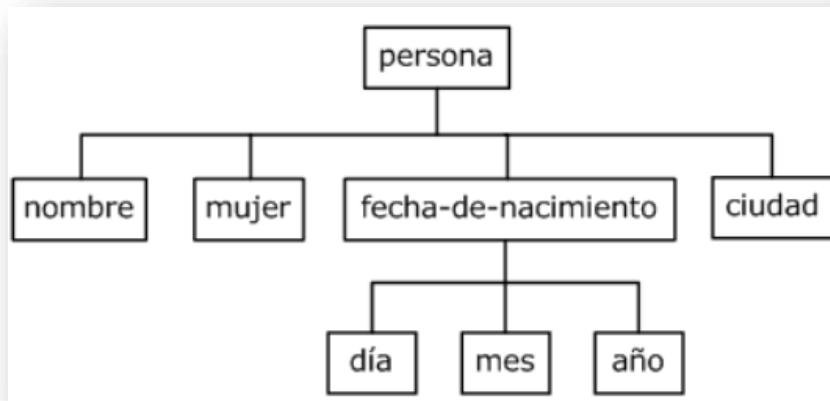 persona
nombre mujer fecha-de-nacimiento ciudad
día mes año